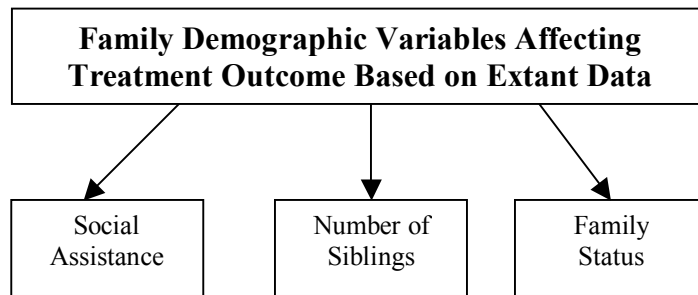 Family Demographic Variables Affecting
Treatment Outcome Based on Extant Data
Social
Assistance
Number of
Siblings
Family
Status